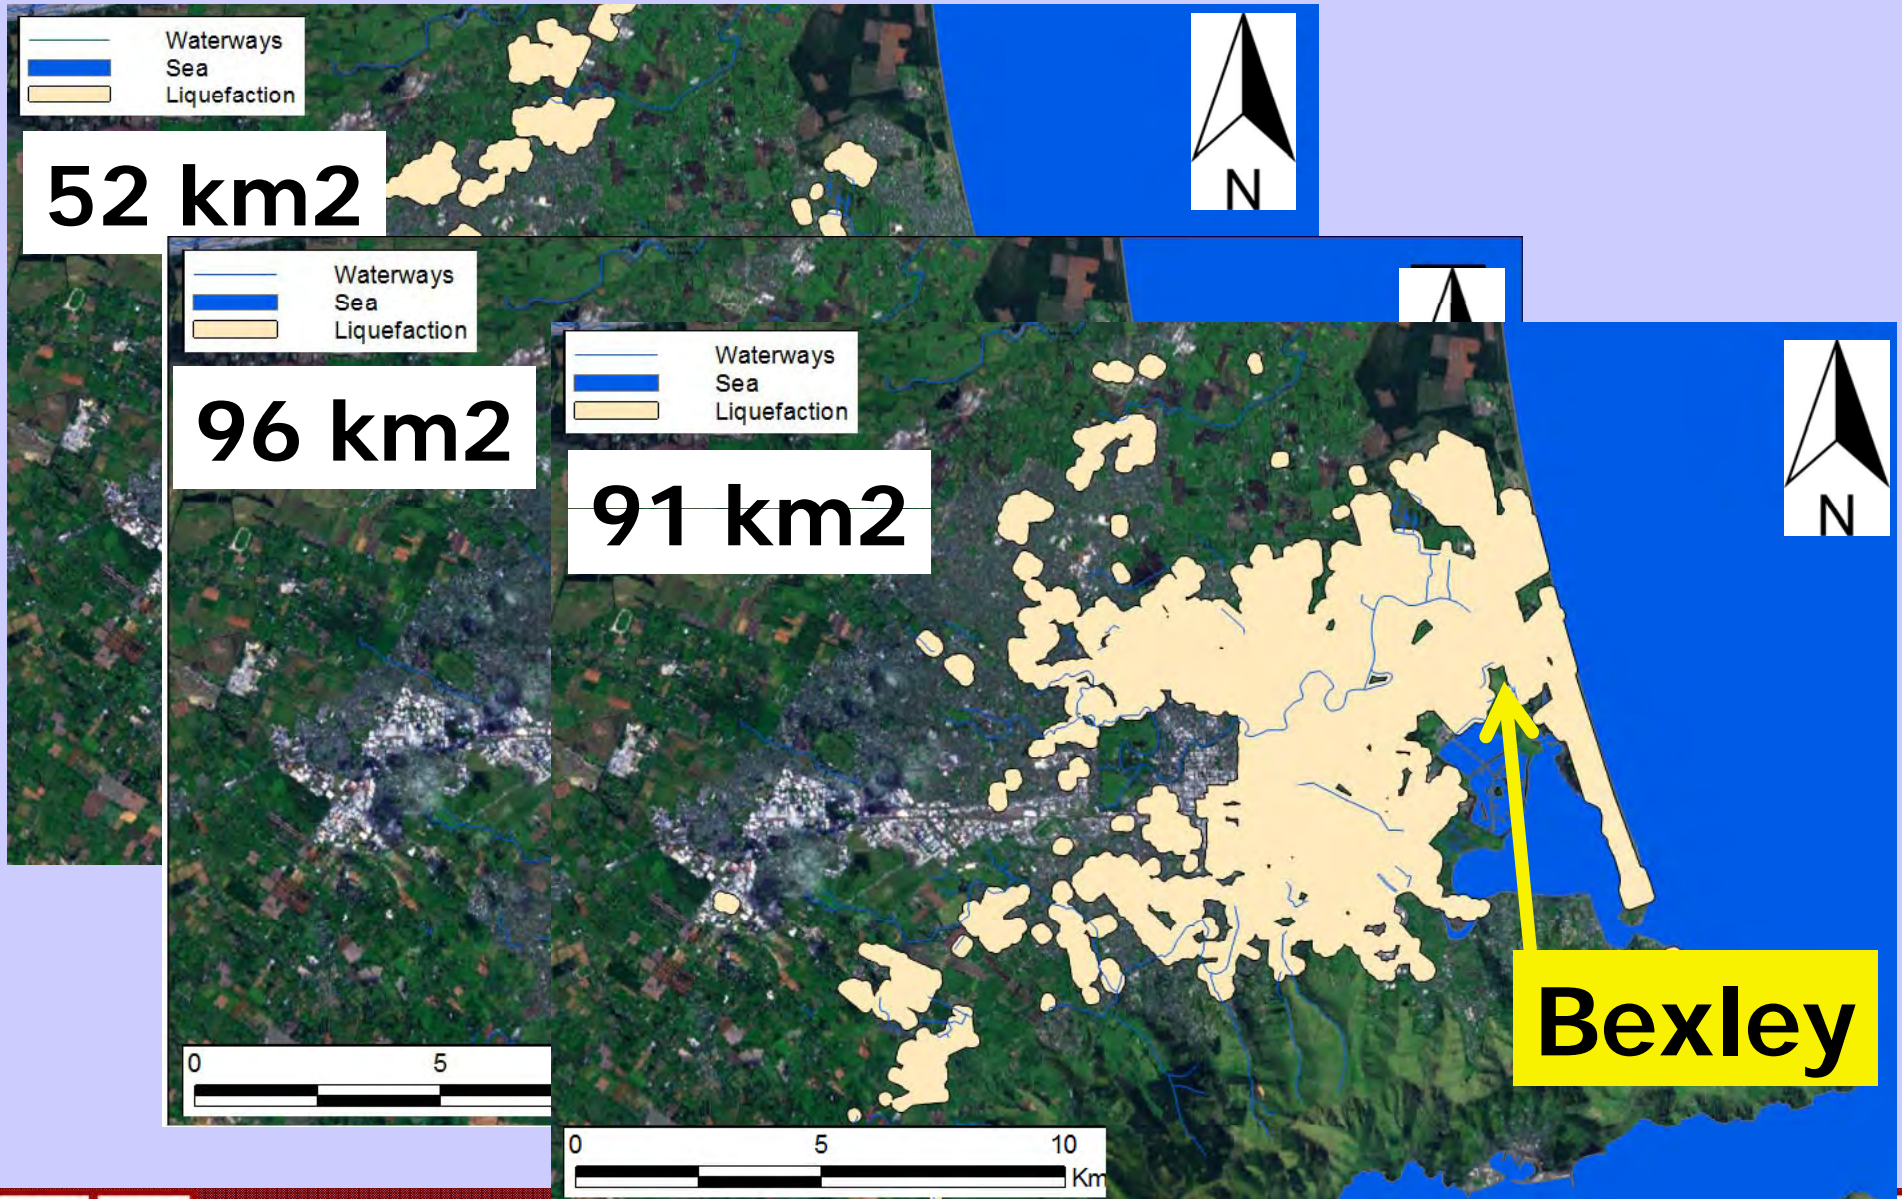 Waterways
Sea
Liquefaction
N
52 km2
Waterways
Sea
Liquefaction
96 km2
Waterways
Sea
Liquefaction
N
91 km2
Bexley
0 5
0 5 10
Km